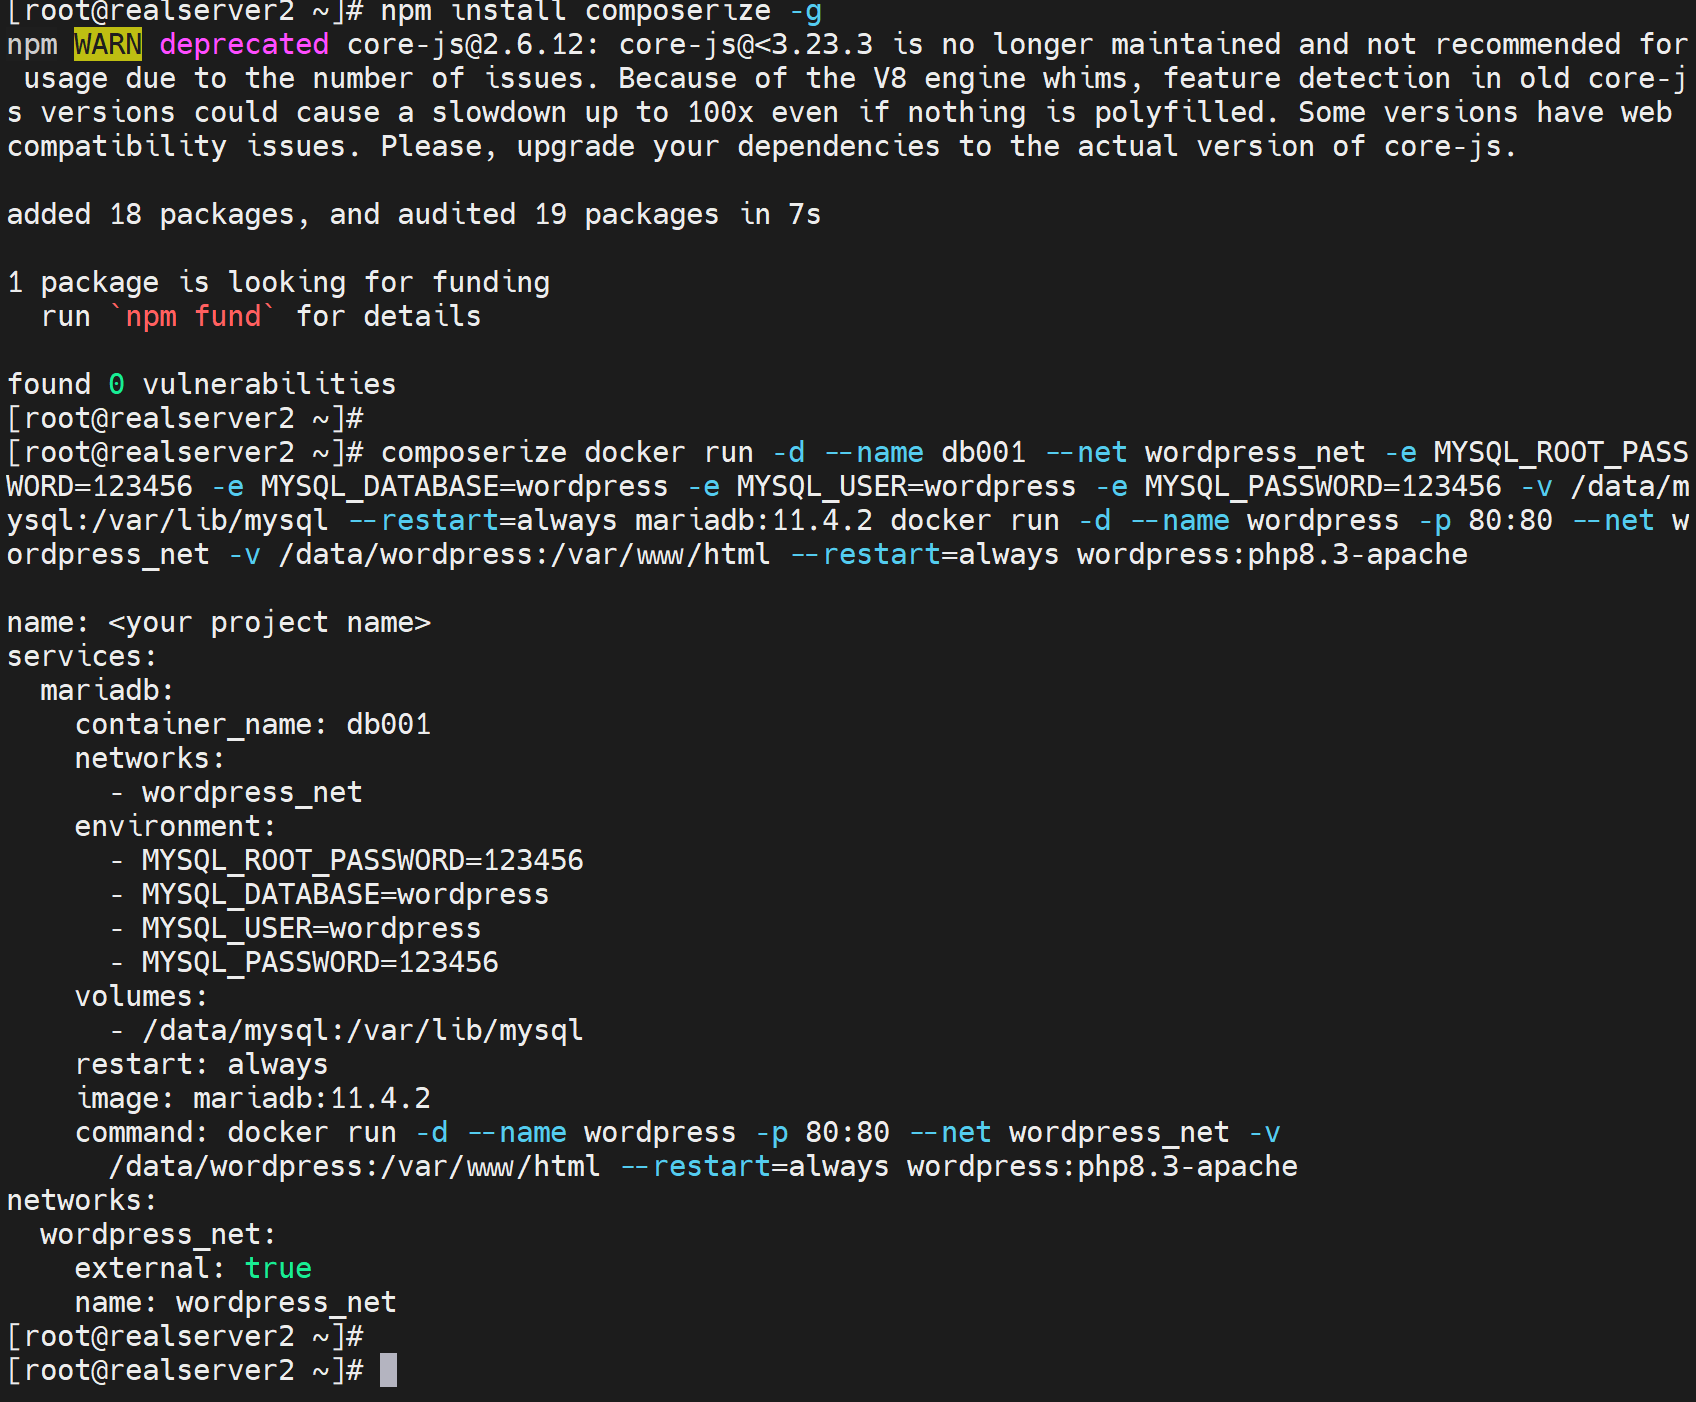 [root@realserver2 ~]# npm install composerize -g
npm WARN deprecated core-js@2.6.12: core-js@<3.23.3 is no longer maintained and not recommended for
 usage due to the number of issues. Because of the V8 engine whims, feature detection in old core-j
s versions could cause a slowdown up to 100x even if nothing is polyfilled. Some versions have web
compatibility issues. Please, upgrade your dependencies to the actual version of core-js.

added 18 packages, and audited 19 packages in 7s

1 package is looking for funding
  run `npm fund` for details

found 0 vulnerabilities
[root@realserver2 ~]#
[root@realserver2 ~]# composerize docker run -d --name db001 --net wordpress_net -e MYSQL_ROOT_PASS
WORD=123456 -e MYSQL_DATABASE=wordpress -e MYSQL_USER=wordpress -e MYSQL_PASSWORD=123456 -v /data/m
ysql:/var/lib/mysql --restart=always mariadb:11.4.2 docker run -d --name wordpress -p 80:80 --net w
ordpress_net -v /data/wordpress:/var/www/html --restart=always wordpress:php8.3-apache

name: <your project name>
services:
  mariadb:
    container_name: db001
    networks:
      - wordpress_net
    environment:
      - MYSQL_ROOT_PASSWORD=123456
      - MYSQL_DATABASE=wordpress
      - MYSQL_USER=wordpress
      - MYSQL_PASSWORD=123456
    volumes:
      - /data/mysql:/var/lib/mysql
    restart: always
    image: mariadb:11.4.2
    command: docker run -d --name wordpress -p 80:80 --net wordpress_net -v
      /data/wordpress:/var/www/html --restart=always wordpress:php8.3-apache
networks:
  wordpress_net:
    external: true
    name: wordpress_net
[root@realserver2 ~]#
[root@realserver2 ~]#